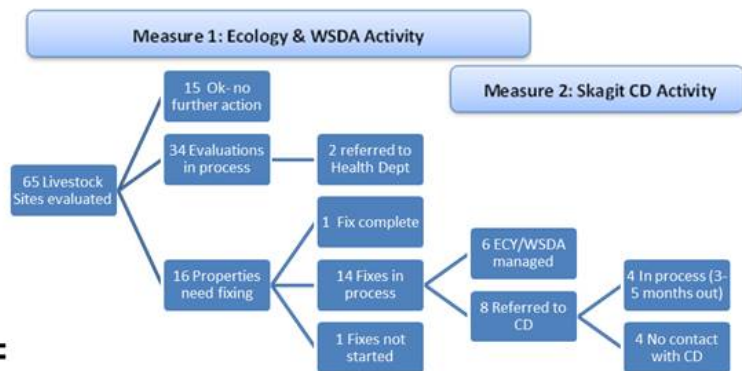 Measure 1: Ecology & WSDA Activity
Measure 2: Skagit CD Activity
15 Ok- no
further action
34 Evaluations
in process
2 referred to
Health Dept
65 Livestock
Sites evaluated
1 Fix complete
16 Properties
need fixing
14 Fixes in
process
6 ECY/WSDA
managed
8 Referred to
CD
4 In process (3-
5 months out)
1 Fixes not
started
4 No contact
with CD